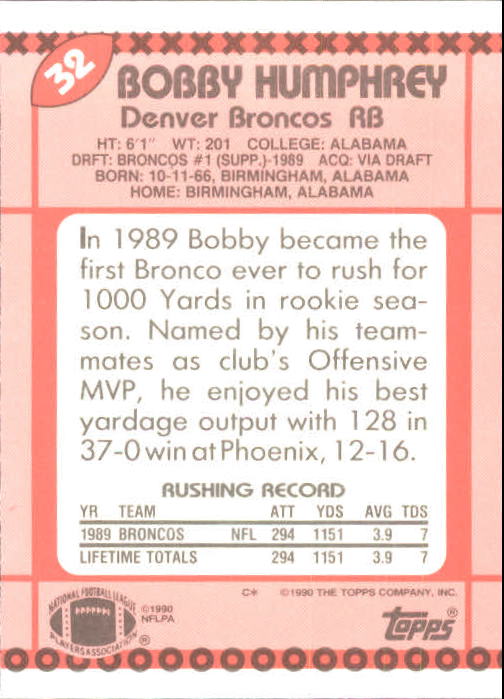 32
BOBBY HUMPHREY
Denver Broncos RB
HT: 6'1" WT: 201 COLLEGE: ALABAMA
DRFT: BRONCOS #1 (SUPP.)-1989 ACQ: VIA DRAFT
BORN: 10-11-66, BIRMINGHAM, ALABAMA
HOME: BIRMINGHAM, ALABAMA
In 1989 Bobby became the
first Bronco ever to rush for
1000 Yards in rookie sea-
son. Named by his team-
mates as club's Offensive
MVP, he enjoyed his best
yardage output with 128 in
37-0 win at Phoenix, 12-16.
RUSHING RECORD
YR TEAM ATT YDS AVG TDS
1989 BRONCOS NFL 294 1151 3.9 7
LIFETIME TOTALS 294 1151 3.9 7
C* ©1990 THE TOPPS COMPANY, INC.
NATIONAL FOOTBALL LEAGUE
PLAYERS ASSOCIATION ®
©1990
NFLPA
topps ®